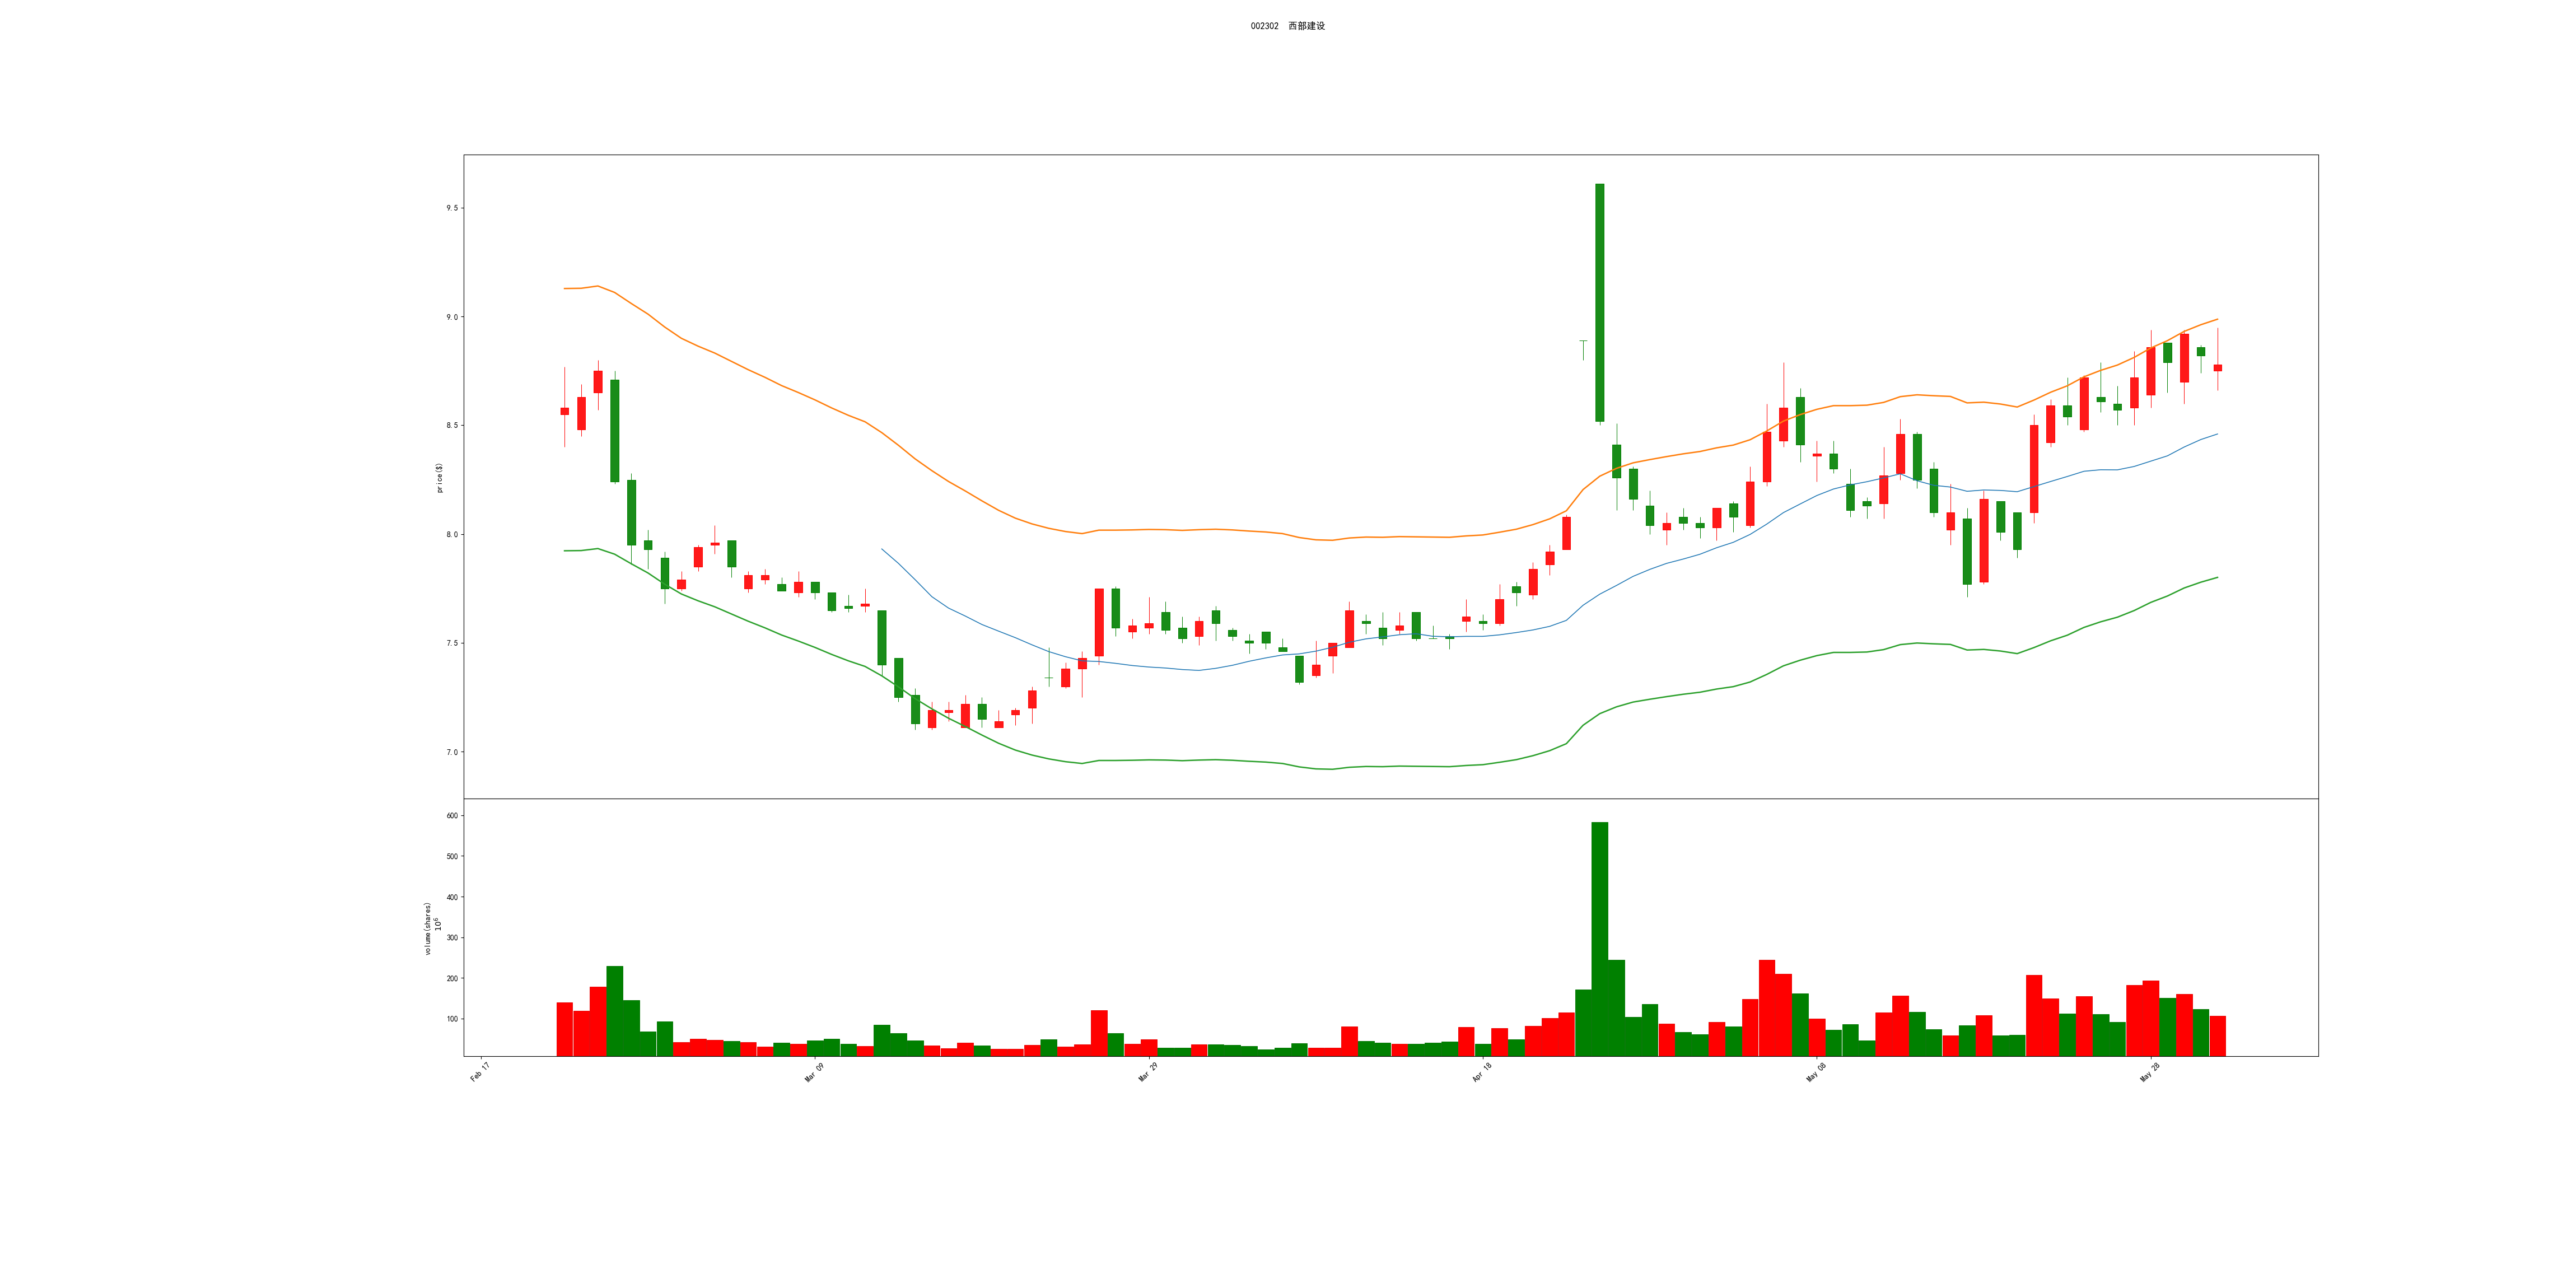 002302 西部建设
price($)
9.5
9.0
8.5
8.0
7.5
7.0
volume(shares)
10^6
600
500
400
300
200
100
Feb 17
Mar 09
Mar 29
Apr 18
May 08
May 28